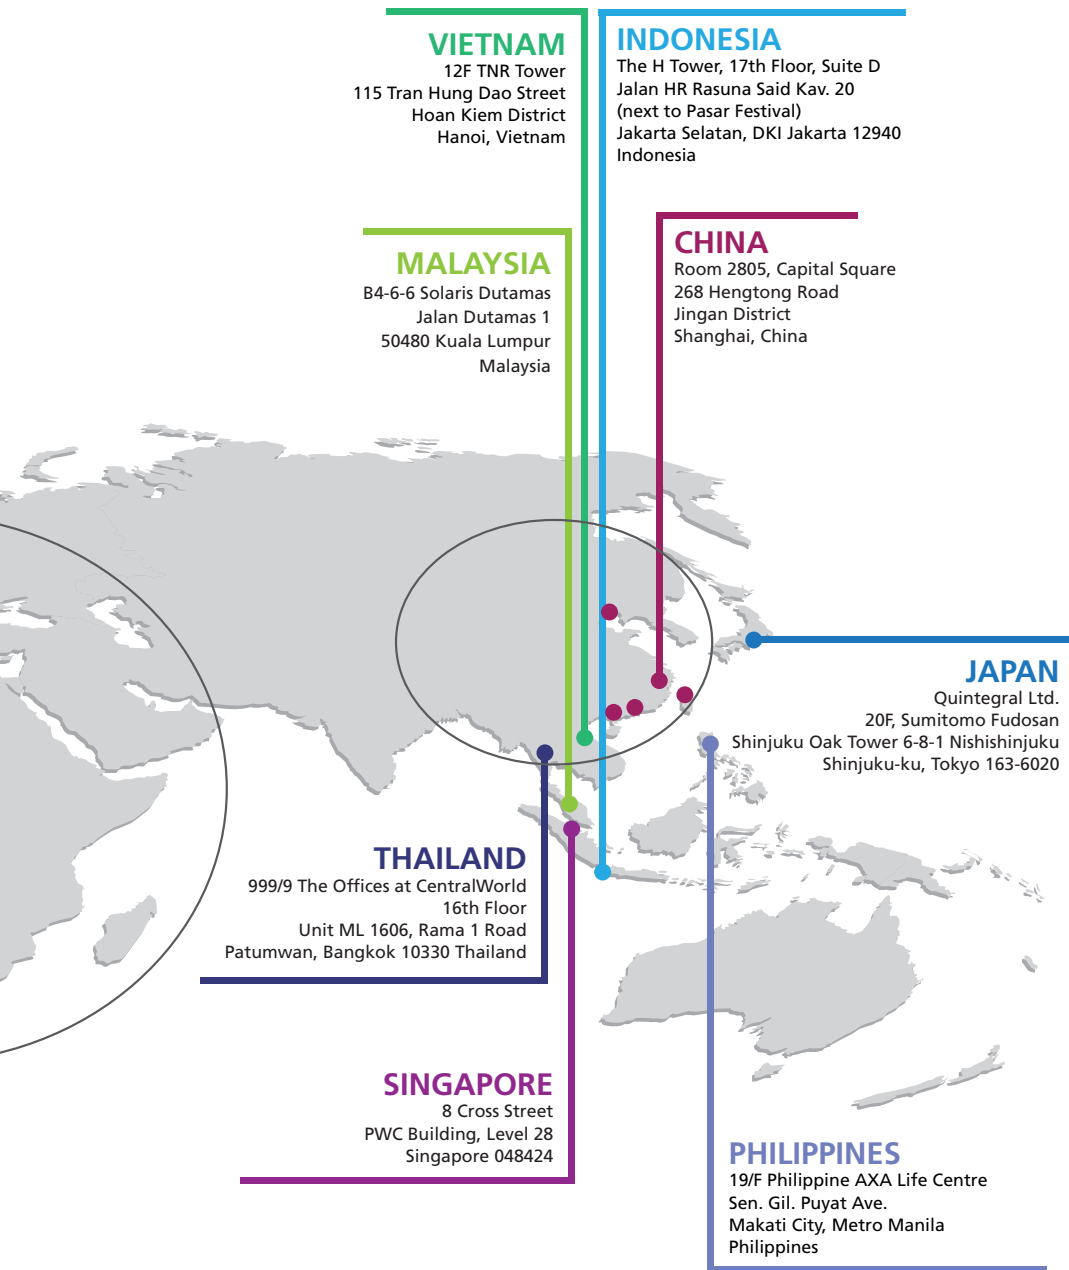 VIETNAM
12F TNR Tower
115 Tran Hung Dao Street
Hoan Kiem District
Hanoi, Vietnam
INDONESIA
The H Tower, 17th Floor, Suite D
Jalan HR Rasuna Said Kav. 20
(next to Pasar Festival)
Jakarta Selatan, DKI Jakarta 12940
Indonesia
MALAYSIA
B4-6-6 Solaris Dutamas
Jalan Dutamas 1
50480 Kuala Lumpur
Malaysia
CHINA
Room 2805, Capital Square
268 Hengtong Road
Jingan District
Shanghai, China
JAPAN
Quintegral Ltd.
20F, Sumitomo Fudosan
Shinjuku Oak Tower 6-8-1 Nishishinjuku
Shinjuku-ku, Tokyo 163-6020
THAILAND
999/9 The Offices at CentralWorld
16th Floor
Unit ML 1606, Rama 1 Road
Patumwan, Bangkok 10330 Thailand
SINGAPORE
8 Cross Street
PWC Building, Level 28
Singapore 048424
PHILIPPINES
19/F Philippine AXA Life Centre
Sen. Gil. Puyat Ave.
Makati City, Metro Manila
Philippines